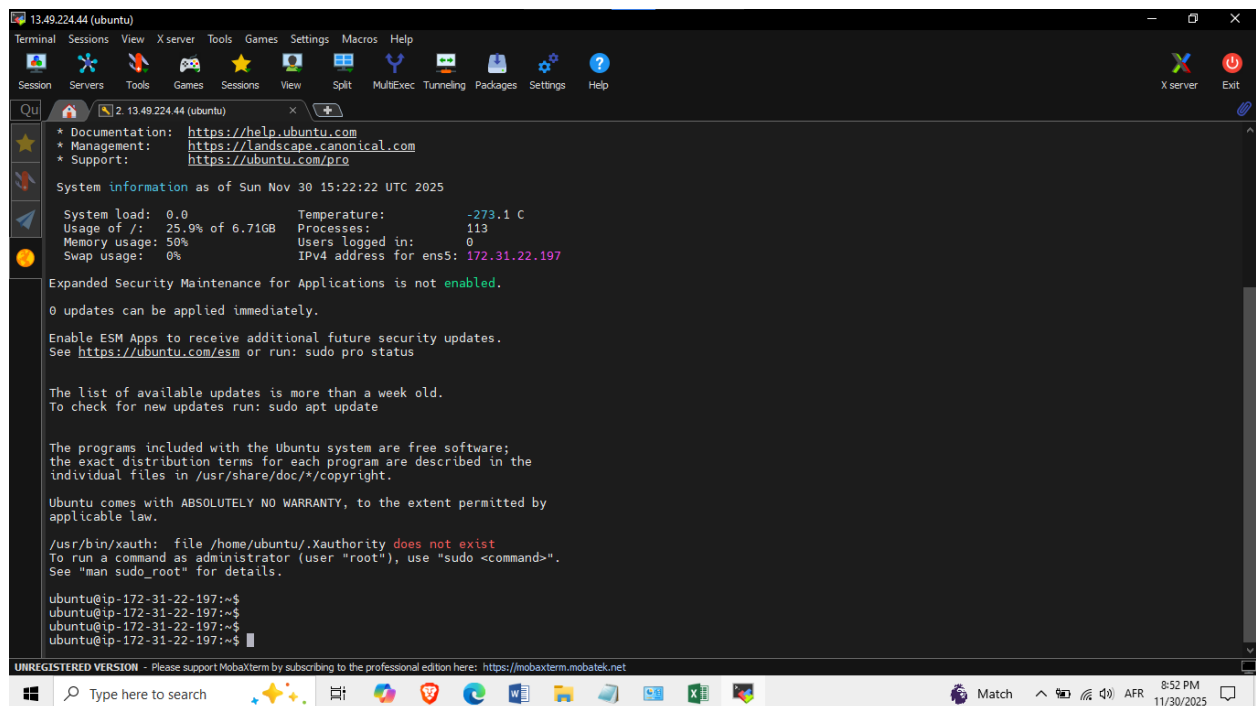 13.49.224.44 (ubuntu)
Terminal Sessions View X server Tools Games Settings Macros Help
Session Servers Tools Games Sessions View Split MultiExec Tunneling Packages Settings Help X server Exit
Qu 2. 13.49.224.44 (ubuntu)
* Documentation: https://help.ubuntu.com
* Management: https://landscape.canonical.com
* Support: https://ubuntu.com/pro
System information as of Sun Nov 30 15:22:22 UTC 2025
System load: 0.0 Temperature: -273.1 C
Usage of /: 25.9% of 6.71GB Processes: 113
Memory usage: 50% Users logged in: 0
Swap usage: 0% IPv4 address for ens5: 172.31.22.197
Expanded Security Maintenance for Applications is not enabled.
0 updates can be applied immediately.
Enable ESM Apps to receive additional future security updates.
See https://ubuntu.com/esm or run: sudo pro status
The list of available updates is more than a week old.
To check for new updates run: sudo apt update
The programs included with the Ubuntu system are free software;
the exact distribution terms for each program are described in the
individual files in /usr/share/doc/*/copyright.
Ubuntu comes with ABSOLUTELY NO WARRANTY, to the extent permitted by
applicable law.
/usr/bin/xauth: file /home/ubuntu/.Xauthority does not exist
To run a command as administrator (user "root"), use "sudo <command>".
See "man sudo_root" for details.
ubuntu@ip-172-31-22-197:~$
ubuntu@ip-172-31-22-197:~$
ubuntu@ip-172-31-22-197:~$
ubuntu@ip-172-31-22-197:~$
UNREGISTERED VERSION - Please support MobaXterm by subscribing to the professional edition here: https://mobaxterm.mobatek.net
Type here to search Match AFR 8:52 PM
11/30/2025